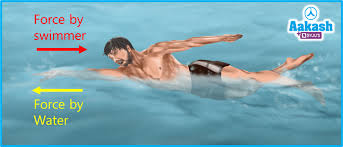 Force by
swimmer
Aakash
BYJU'S
Force by
Water